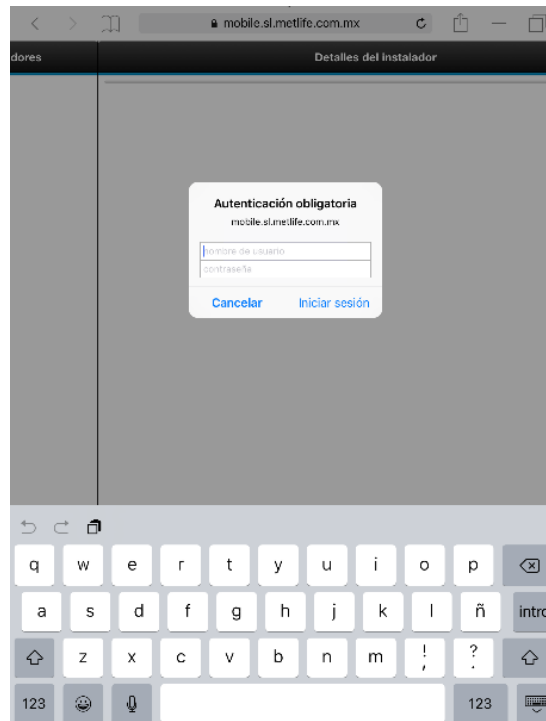 mobile.sl.metlife.com.mx
dores
Detalles del instalador
Autenticación obligatoria
mobile.sl.metlife.com.mx
nombre de usuario
contraseña
Cancelar
Iniciar sesión
q w e r t y u i o p
a s d f g h j k l ñ intro
z x c v b n m ! , ? .
123 123